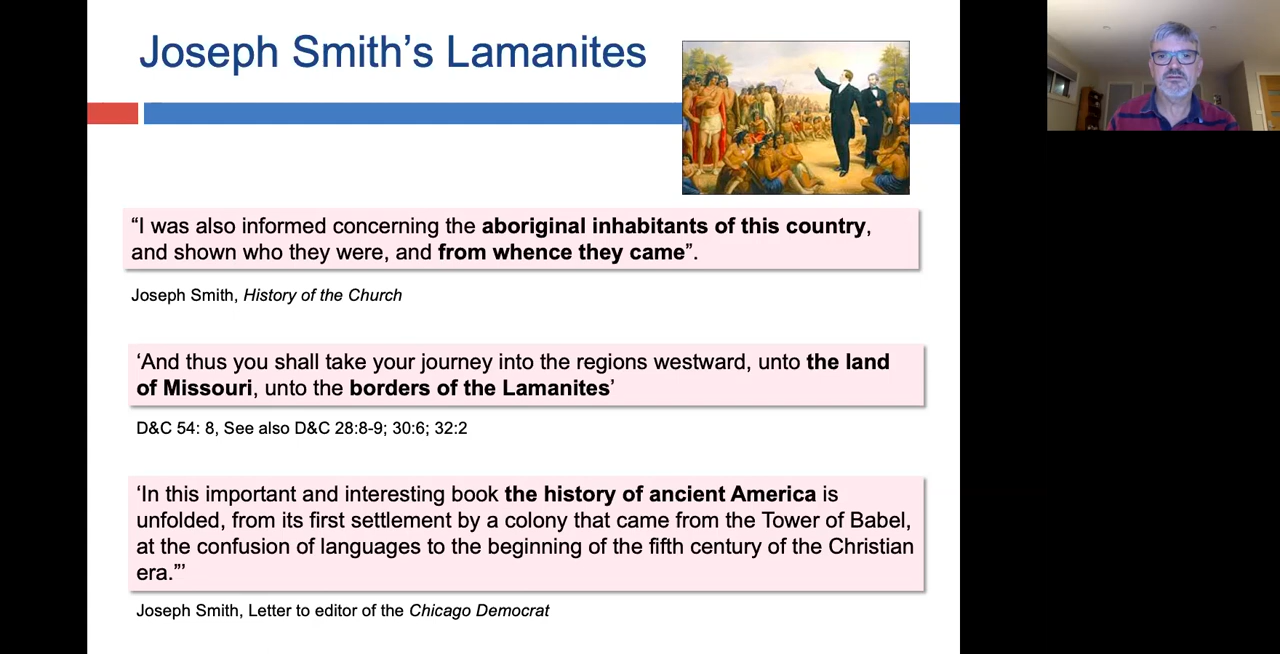 Joseph Smith’s Lamanites
“I was also informed concerning the aboriginal inhabitants of this country,
and shown who they were, and from whence they came”.
Joseph Smith, History of the Church
‘And thus you shall take your journey into the regions westward, unto the land
of Missouri, unto the borders of the Lamanites’
D&C 54: 8, See also D&C 28:8-9; 30:6; 32:2
‘In this important and interesting book the history of ancient America is
unfolded, from its first settlement by a colony that came from the Tower of Babel,
at the confusion of languages to the beginning of the fifth century of the Christian
era.”’
Joseph Smith, Letter to editor of the Chicago Democrat